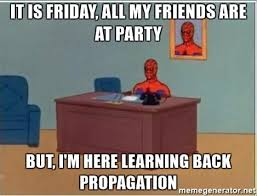 IT IS FRIDAY, ALL MY FRIENDS ARE
AT PARTY
BUT, I'M HERE LEARNING BACK
PROPAGATION
memegenerator.net